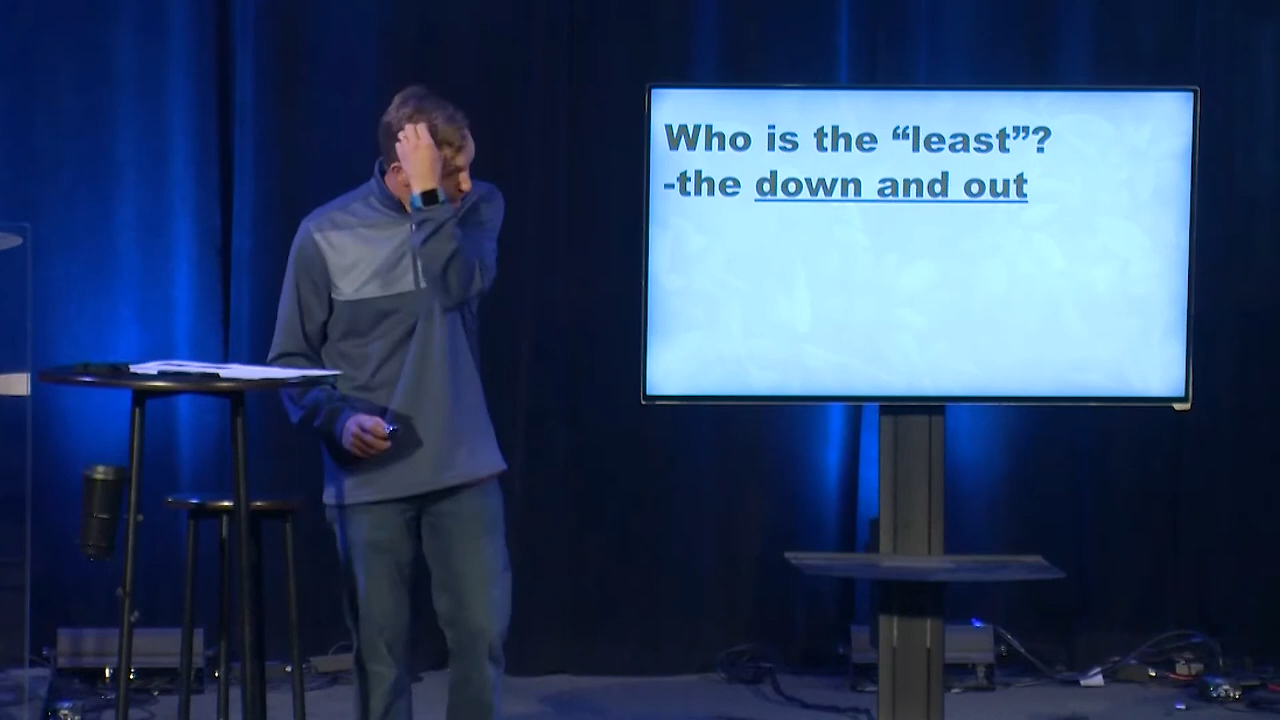 Who is the “least”?
-the down and out